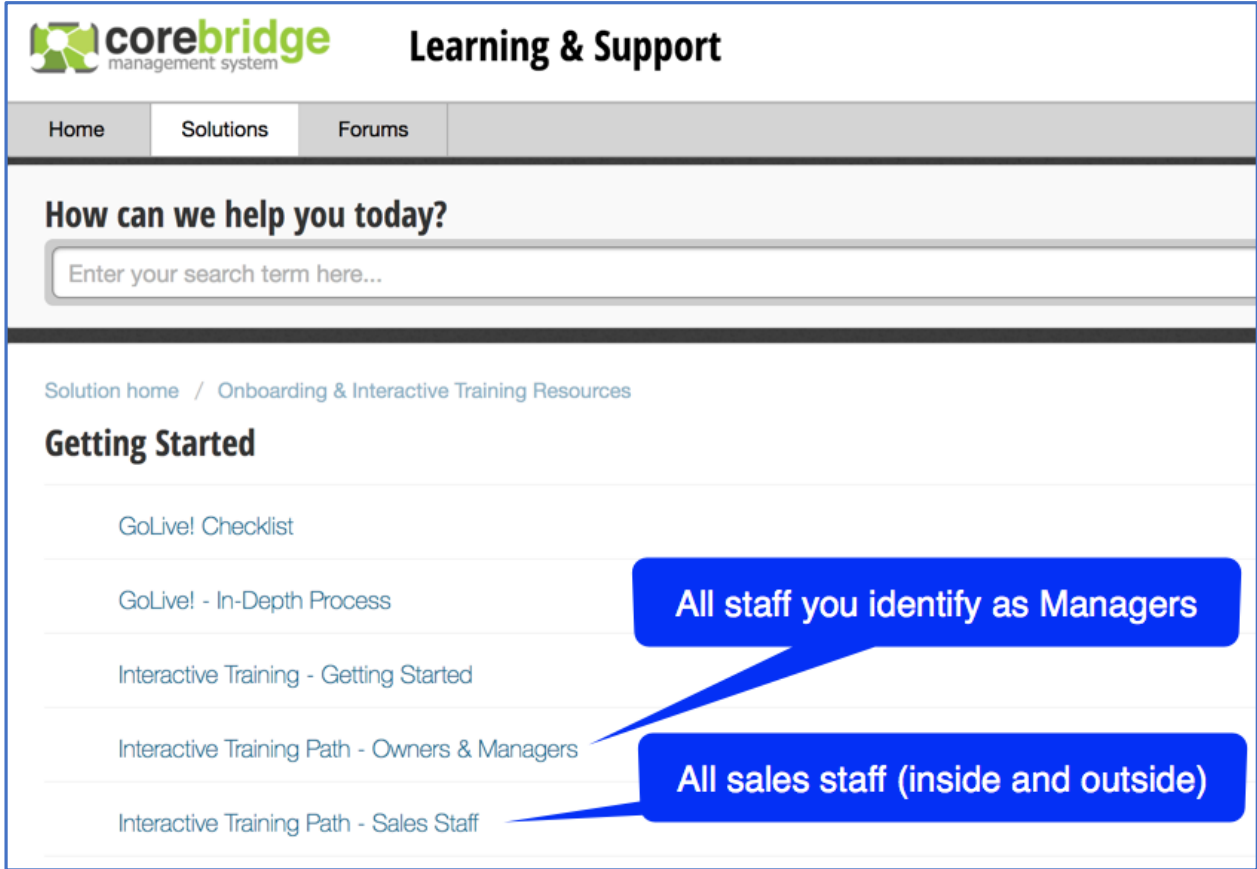 corebridge
management system
Learning & Support
Home Solutions Forums
How can we help you today?
Enter your search term here...
Solution home / Onboarding & Interactive Training Resources
Getting Started
GoLive! Checklist
GoLive! - In-Depth Process
All staff you identify as Managers
Interactive Training - Getting Started
Interactive Training Path - Owners & Managers
All sales staff (inside and outside)
Interactive Training Path - Sales Staff